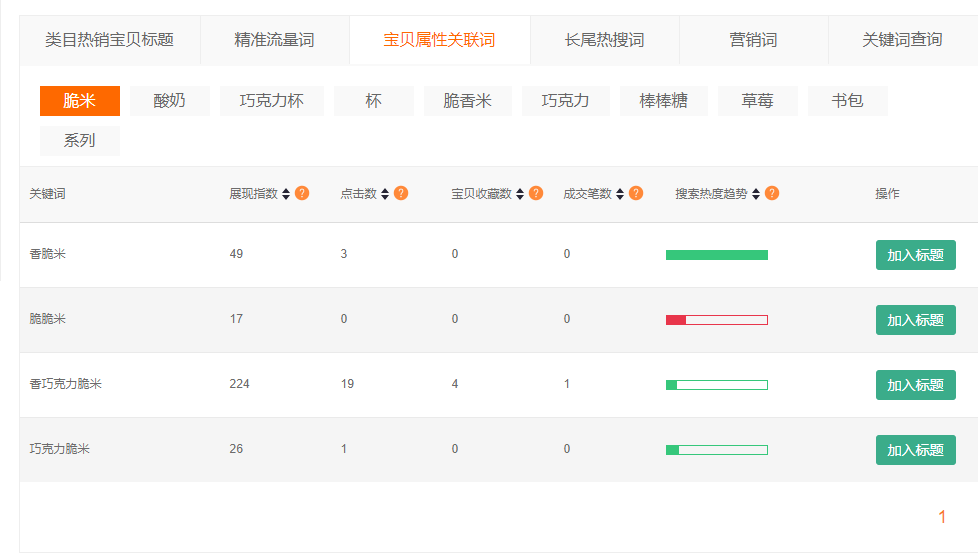 类目热销宝贝标题 精准流量词 宝贝属性关联词 长尾热搜词 营销词 关键词查询
脆米 酸奶 巧克力杯 杯 脆香米 巧克力 棒棒糖 草莓 书包
系列
关键词 展现指数 ? 点击数 ? 宝贝收藏数 ? 成交笔数 ? 搜索热度趋势 ? 操作
香脆米 49 3 0 0 加入标题
脆脆米 17 0 0 0 加入标题
香巧克力脆米 224 19 4 1 加入标题
巧克力脆米 26 1 0 0 加入标题
1